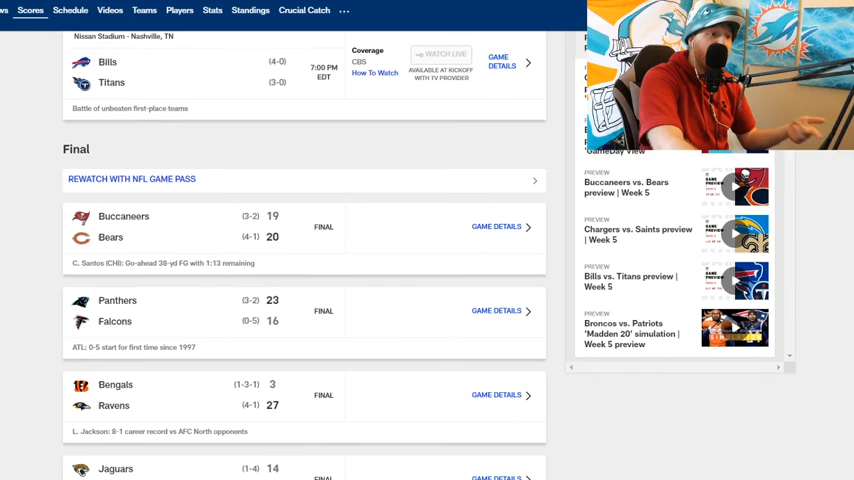 ws Scores Schedule Videos Teams Players Stats Standings Crucial Catch ...
Nissan Stadium - Nashville, TN
Bills (4-0)
Titans (3-0)
7:00 PM
EDT
Coverage
CBS
How To Watch
WATCH LIVE
AVAILABLE AT KICKOFF
WITH TV PROVIDER
GAME
DETAILS
Battle of unbeaten first-place teams
Final
REWATCH WITH NFL GAME PASS
Buccaneers (3-2) 19
Bears (4-1) 20
FINAL
GAME DETAILS
C. Santos (CHI): Go-ahead 38-yd FG with 1:13 remaining
Panthers (3-2) 23
Falcons (0-5) 16
FINAL
GAME DETAILS
ATL: 0-5 start for first time since 1997
Bengals (1-3-1) 3
Ravens (4-1) 27
FINAL
GAME DETAILS
L. Jackson: 8-1 career record vs AFC North opponents
Jaguars (1-4) 14
FINAL
GAME DETAILS
'GameDay View'
PREVIEW
Buccaneers vs. Bears
preview | Week 5
PREVIEW
Chargers vs. Saints preview |
Week 5
PREVIEW
Bills vs. Titans preview |
Week 5
PREVIEW
Broncos vs. Patriots
'Madden 20' simulation |
Week 5 preview